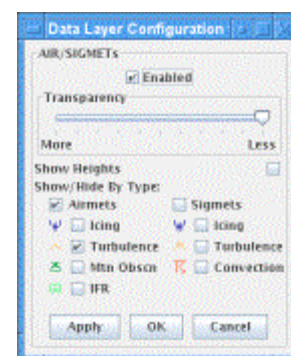 Data Layer Configuration
AIR/SIGMETs
Enabled
Transparency
More Less
Show Heights
Show/Hide By Type:
Airmets Sigmets
Icing Icing
Turbulence Turbulence
Mtn Obscn Convection
IFR
Apply OK Cancel